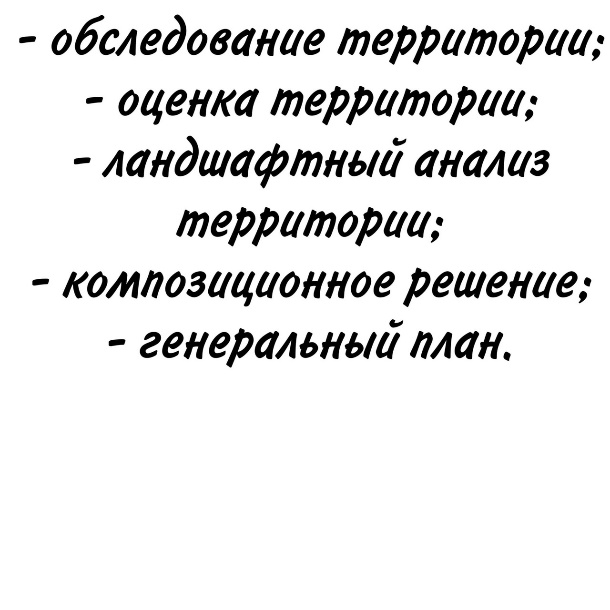 - обследование территории;
- оценка территории;
- ландшафтный анализ
территории;
- композиционное решение;
- генеральный план.